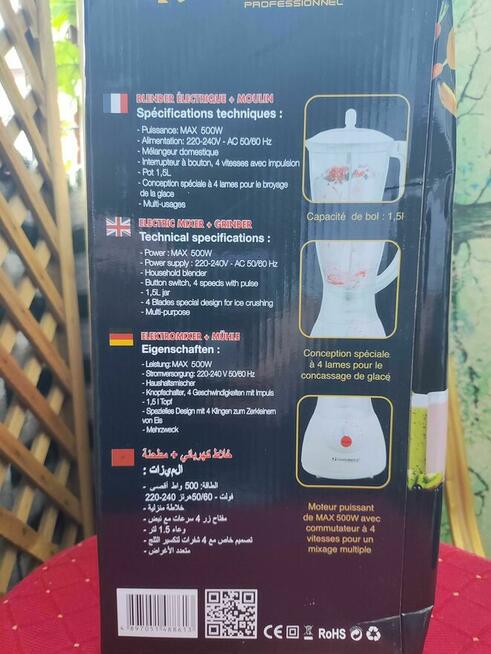 PROFESSIONNEL
BLENDER ÉLECTRIQUE + MOULIN
Spécifications techniques :
- Puissance: MAX 500W
- Alimentation: 220-240V - AC 50/60 Hz
- Mélangeur domestique
- Interrupteur à bouton, 4 vitesses avec impulsion
- Pot 1,5L
- Conception spéciale à 4 lames pour le broyage
de la glace
- Multi-usages
ELECTRIC MIXER + GRINDER
Technical specifications :
- Power : MAX 500W
- Power supply : 220-240V - AC 50/60 Hz
- Household blender
- Button switch, 4 speeds with pulse
- 1,5L jar
- 4 Blades special design for ice crushing
- Multi-purpose
ELEKTROMIXER + MÜHLE
Eigenschaften :
- Leistung: MAX 500W
- Stromversorgung: 220-240 V 50/60 Hz
- Haushaltsmischer
- Knopfschalter, 4 Geschwindigkeiten mit Impuls
- 1,5 l Topf
- Spezielles Design mit 4 Klingen zum Zerkleinern
von Eis
- Mehrzweck
خلاط كهربائي + مطحنة
الميزات :
- الطاقة: 500 واط أقصى
فولت - 50/60هرتز 240-220
- خلاطة منزلية
- مفتاح زر 4 سرعات مع نبض
- وعاء 1.5 لتر
- تصميم خاص مع 4 شفرات لتكسير الثلج
- متعدد الأغراض
Capacité de bol : 1,5l
Conception spéciale
à 4 lames pour le
concassage de glace
Moteur puissant
de MAX 500W avec
commutateur à 4
vitesses pour un
mixage multiple
4 897051 488613
CE RoHS